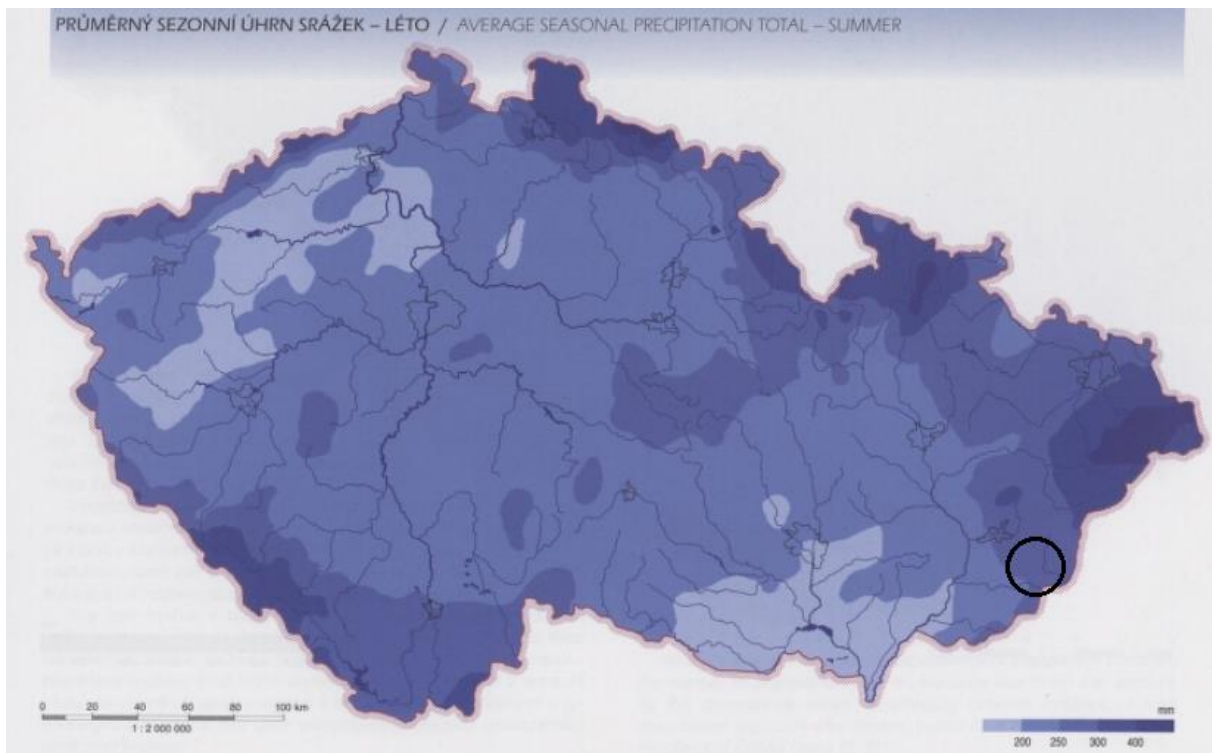 PRŮMĚRNÝ SEZONNÍ ÚHRN SRÁŽEK – LÉTO / AVERAGE SEASONAL PRECIPITATION TOTAL – SUMMER
0 20 40 60 80 100 km
1 : 2 000 000
mm
200 250 300 400